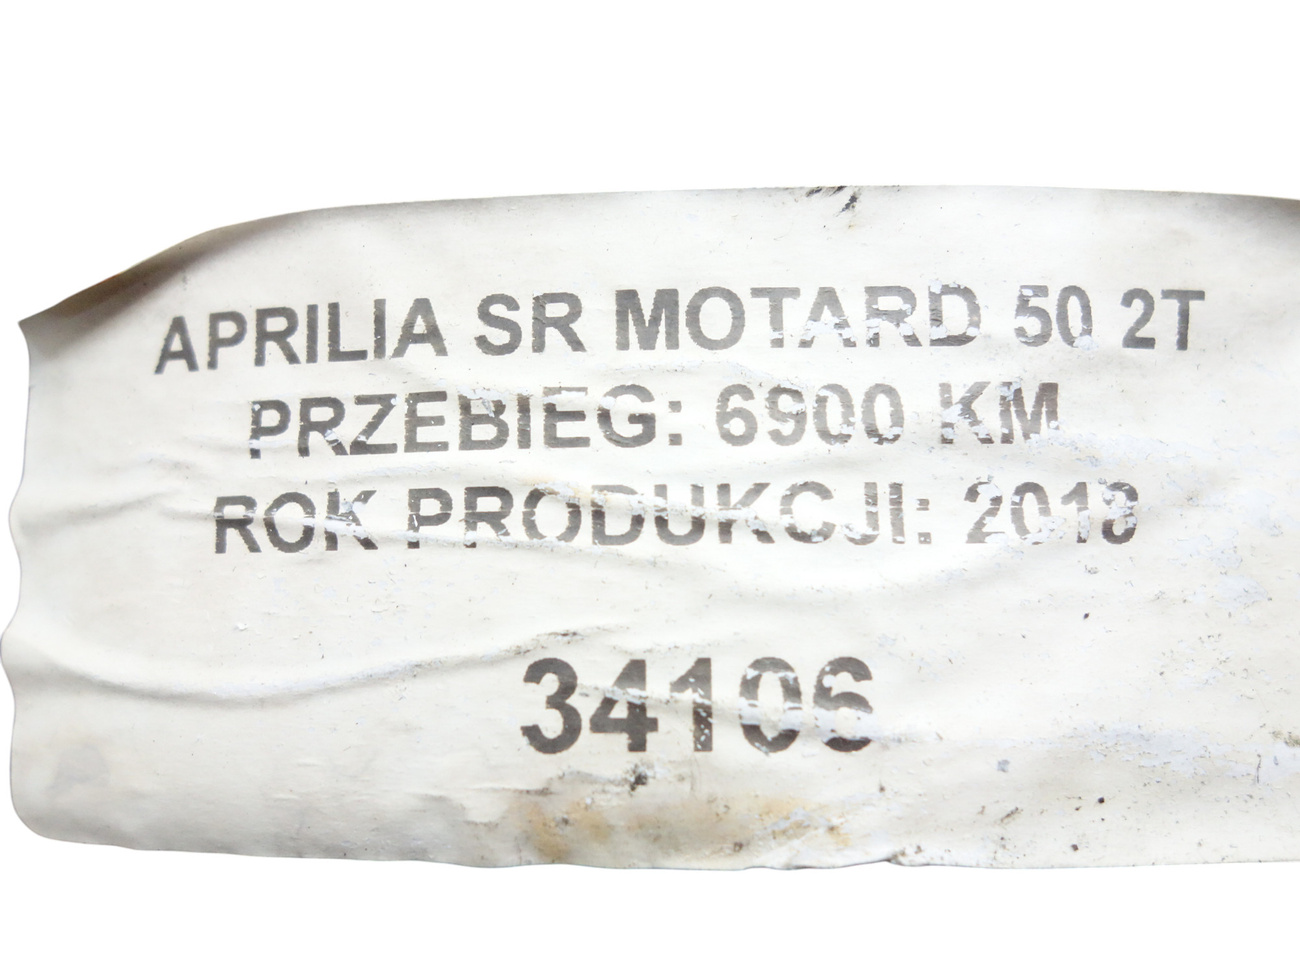 APRILIA SR MOTARD 50 2T
PRZEBIEG: 6900 KM
ROK PRODUKCJI: 2018
34106